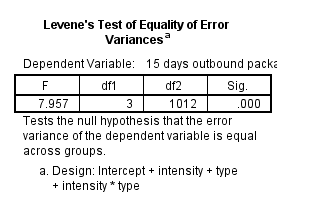 Levene's Test of Equality of Error
Variances a
Dependent Variable: 15 days outbound
F df1 df2 Sig.
7.957 3 1012 .000
Tests the null hypothesis that the error
variance of the dependent variable is equal
across groups.
a. Design: Intercept + intensity + type
+ intensity * type